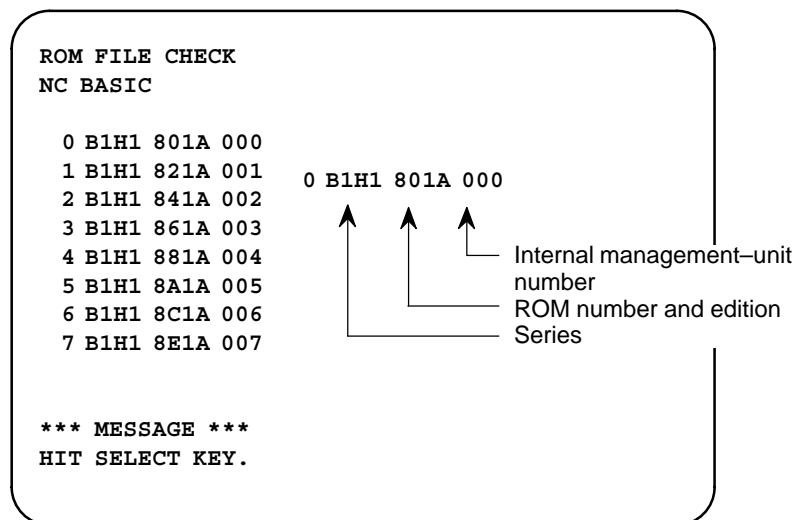 ROM FILE CHECK
NC BASIC
0 B1H1 801A 000
1 B1H1 821A 001
2 B1H1 841A 002
3 B1H1 861A 003
4 B1H1 881A 004
5 B1H1 8A1A 005
6 B1H1 8C1A 006
7 B1H1 8E1A 007
0 B1H1 801A 000
Internal management–unit
number
ROM number and edition
Series
*** MESSAGE ***
HIT SELECT KEY.